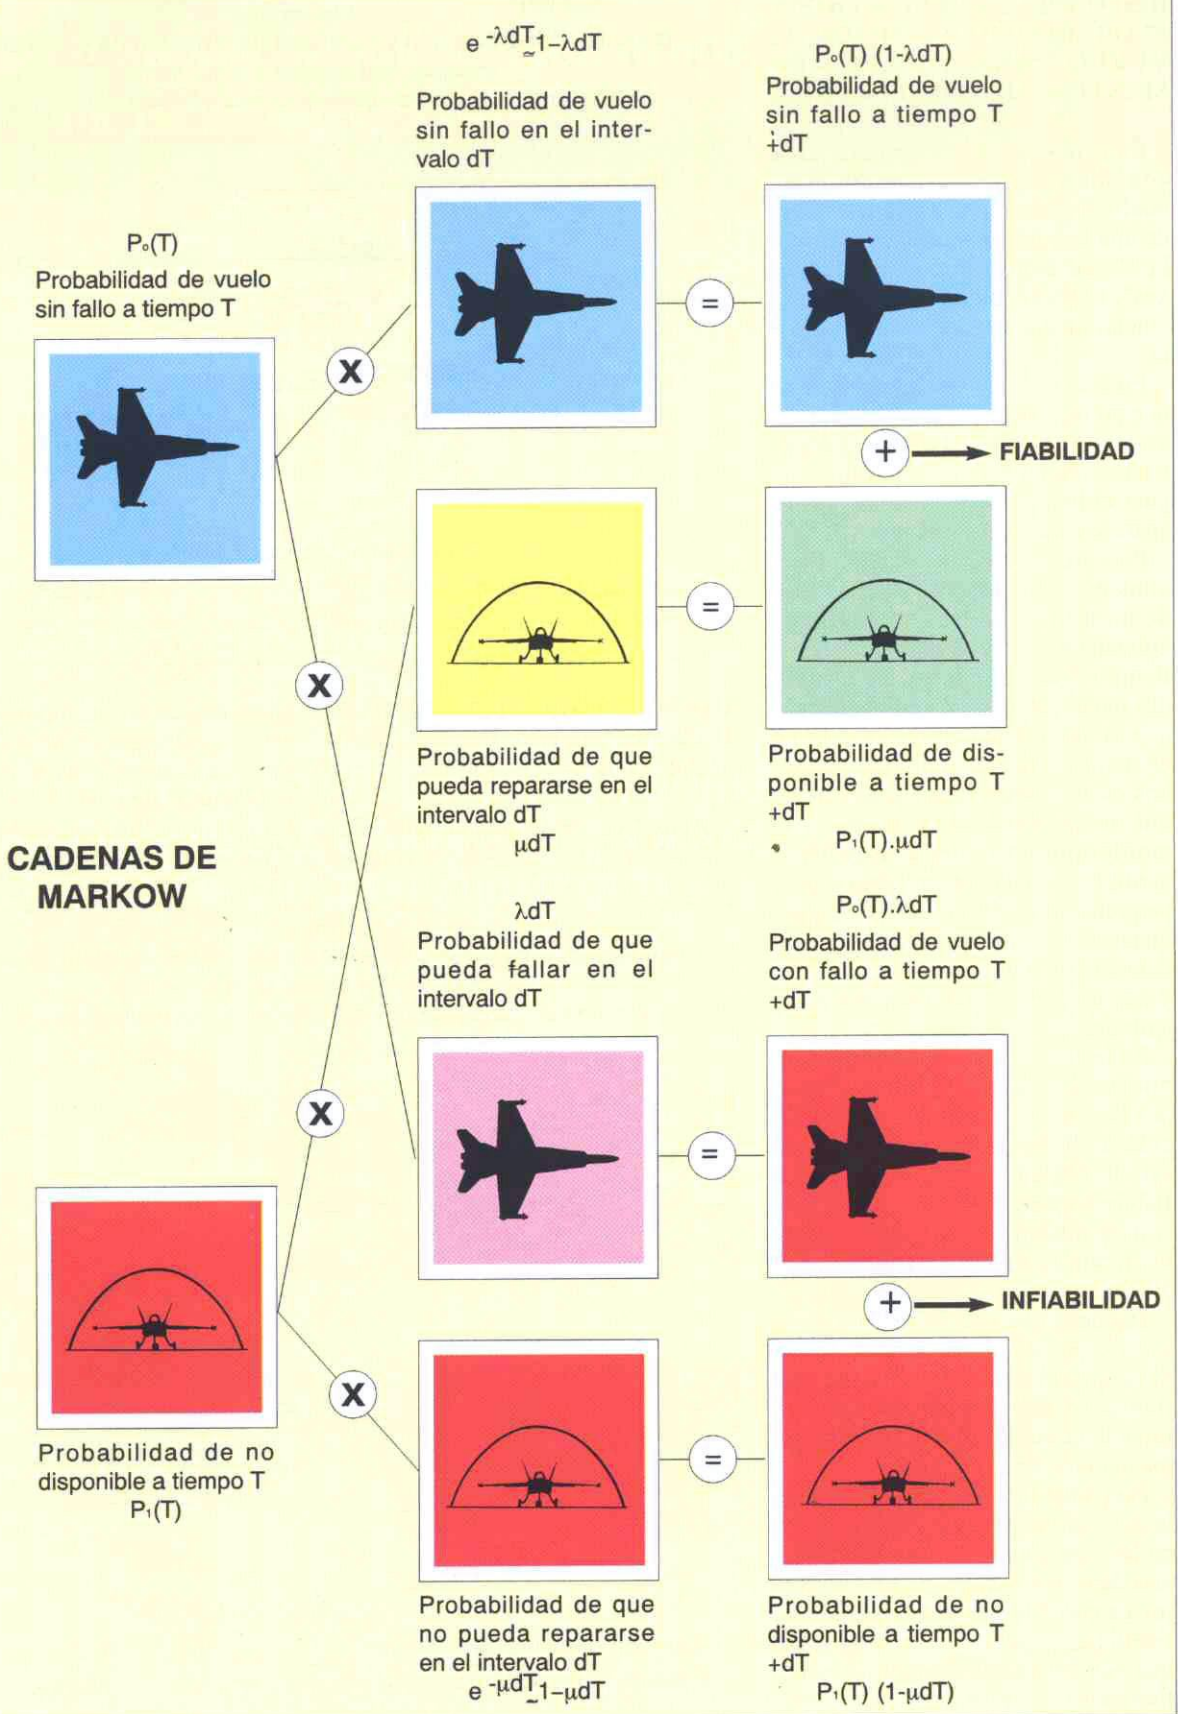 e -λdT ≃ 1-λdT
Probabilidad de vuelo
sin fallo en el inter-
valo dT
P₀(T) (1-λdT)
Probabilidad de vuelo
sin fallo a tiempo T
+dT
P₀(T)
Probabilidad de vuelo
sin fallo a tiempo T
X
=
+
FIABILIDAD
X
=
Probabilidad de que
pueda repararse en el
intervalo dT
µdT
Probabilidad de dis-
ponible a tiempo T
+dT
P₁(T).µdT
CADENAS DE
MARKOW
λdT
Probabilidad de que
pueda fallar en el
intervalo dT
P₀(T).λdT
Probabilidad de vuelo
con fallo a tiempo T
+dT
X
=
+
INFIABILIDAD
X
=
Probabilidad de no
disponible a tiempo T
P₁(T)
Probabilidad de que
no pueda repararse
en el intervalo dT
e -µdT ≃ 1-µdT
Probabilidad de no
disponible a tiempo T
+dT
P₁(T) (1-µdT)